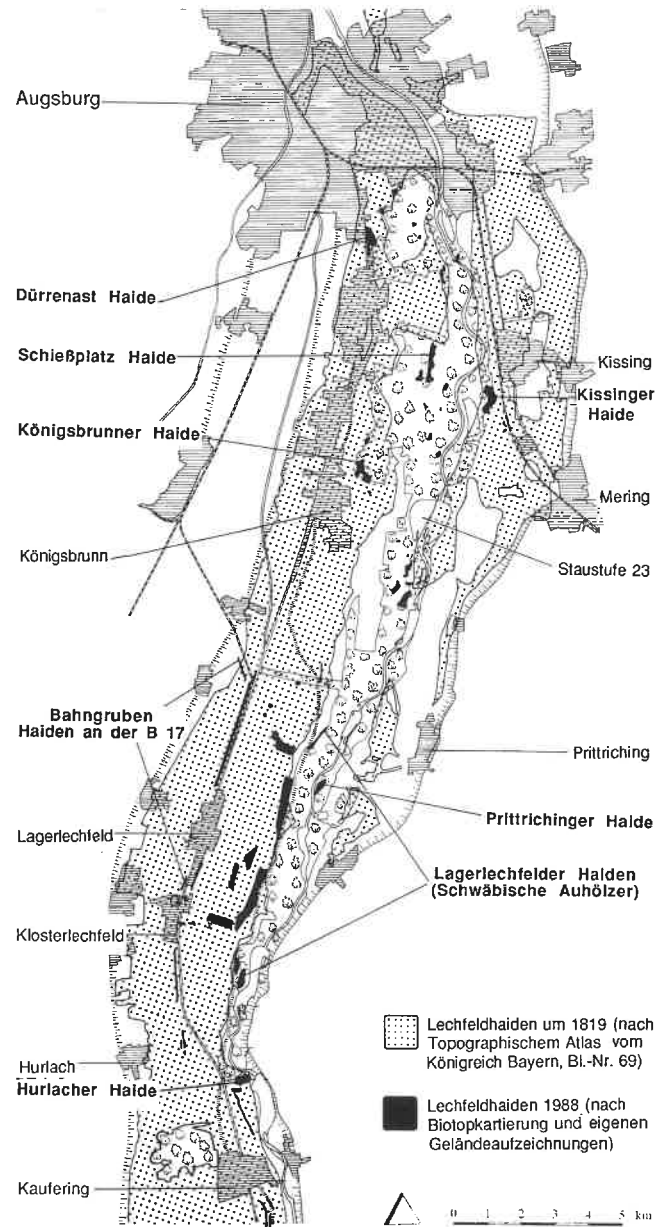 Augsburg
Dürrenast Haide
Schießplatz Haide
Kissing
Kissinger
Haide
Königsbrunner Haide
Mering
Königsbrunn
Staustufe 23
Bahngruben
Haiden an der B 17
Prittriching
Prittrichinger Haide
Lagerlechfeld
Lagerlechfelder Haiden
(Schwäbische Auhölzer)
Klosterlechfeld
Hurlach
Hurlacher Haide
Kaufering
Lechfeldhaiden um 1819 (nach
Topographischem Atlas vom
Königreich Bayern, Bl.-Nr. 69)
Lechfeldhaiden 1988 (nach
Biotopkartierung und eigenen
Geländeaufzeichnungen)
0 1 2 3 4 5 km